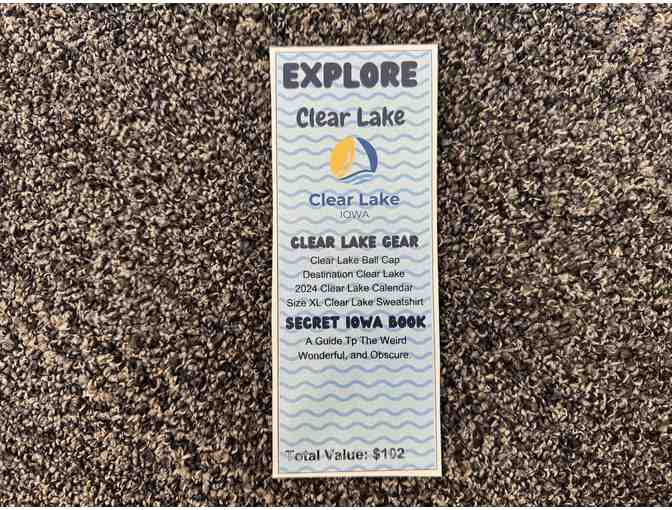 EXPLORE
Clear Lake
Clear Lake
IOWA
CLEAR LAKE GEAR
Clear Lake Ball Cap
Destination Clear Lake
2024 Clear Lake Calendar
Size XL Clear Lake Sweatshirt
SECRET IOWA BOOK
A Guide Tp The Weird
Wonderful, and Obscure.
Total Value: $102